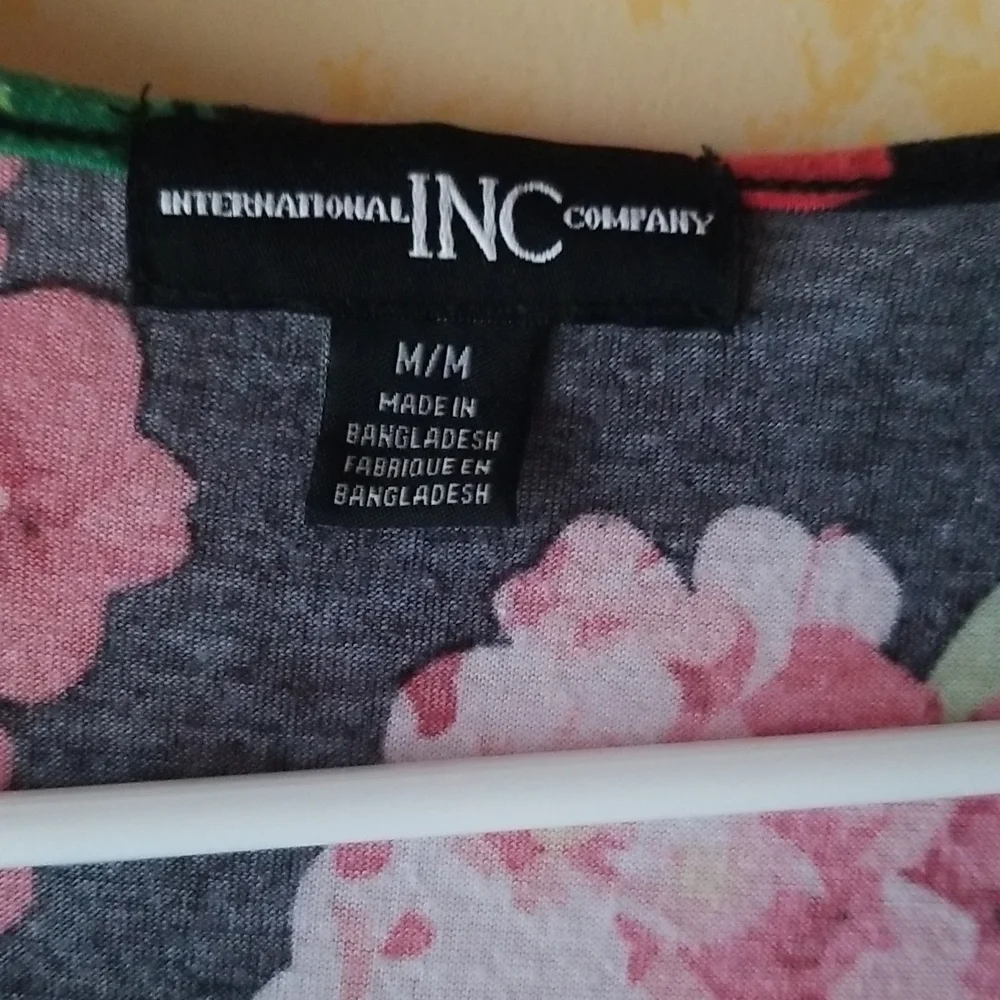 INTERNATIONAL INC COMPANY
M/M
MADE IN
BANGLADESH
FABRIQUE EN
BANGLADESH